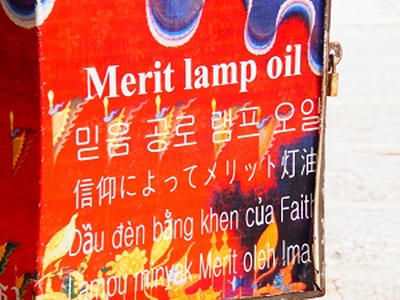 Merit lamp oil
믿음 공로 램프 오일
信仰によってメリット灯油
Dầu đèn bằng khen của Faith
Lampu minyak Merit oleh Iman